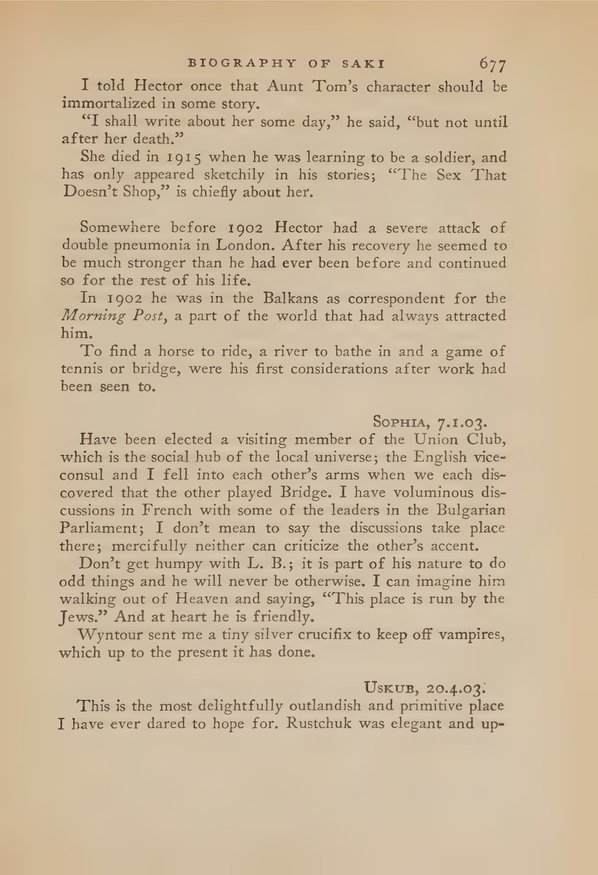 BIOGRAPHY OF SAKI 677
I told Hector once that Aunt Tom's character should be
immortalized in some story.
"I shall write about her some day," he said, "but not until
after her death."
She died in 1915 when he was learning to be a soldier, and
has only appeared sketchily in his stories; "The Sex That
Doesn't Shop," is chiefly about her.
Somewhere before 1902 Hector had a severe attack of
double pneumonia in London. After his recovery he seemed to
be much stronger than he had ever been before and continued
so for the rest of his life.
In 1902 he was in the Balkans as correspondent for the
Morning Post, a part of the world that had always attracted
him.
To find a horse to ride, a river to bathe in and a game of
tennis or bridge, were his first considerations after work had
been seen to.
SOPHIA, 7.1.03.
Have been elected a visiting member of the Union Club,
which is the social hub of the local universe; the English vice-
consul and I fell into each other's arms when we each dis-
covered that the other played Bridge. I have voluminous dis-
cussions in French with some of the leaders in the Bulgarian
Parliament; I don't mean to say the discussions take place
there; mercifully neither can criticize the other's accent.
Don't get humpy with L. B.; it is part of his nature to do
odd things and he will never be otherwise. I can imagine him
walking out of Heaven and saying, "This place is run by the
Jews." And at heart he is friendly.
Wyntour sent me a tiny silver crucifix to keep off vampires,
which up to the present it has done.
USKUB, 20.4.03.
This is the most delightfully outlandish and primitive place
I have ever dared to hope for. Rustchuk was elegant and up-